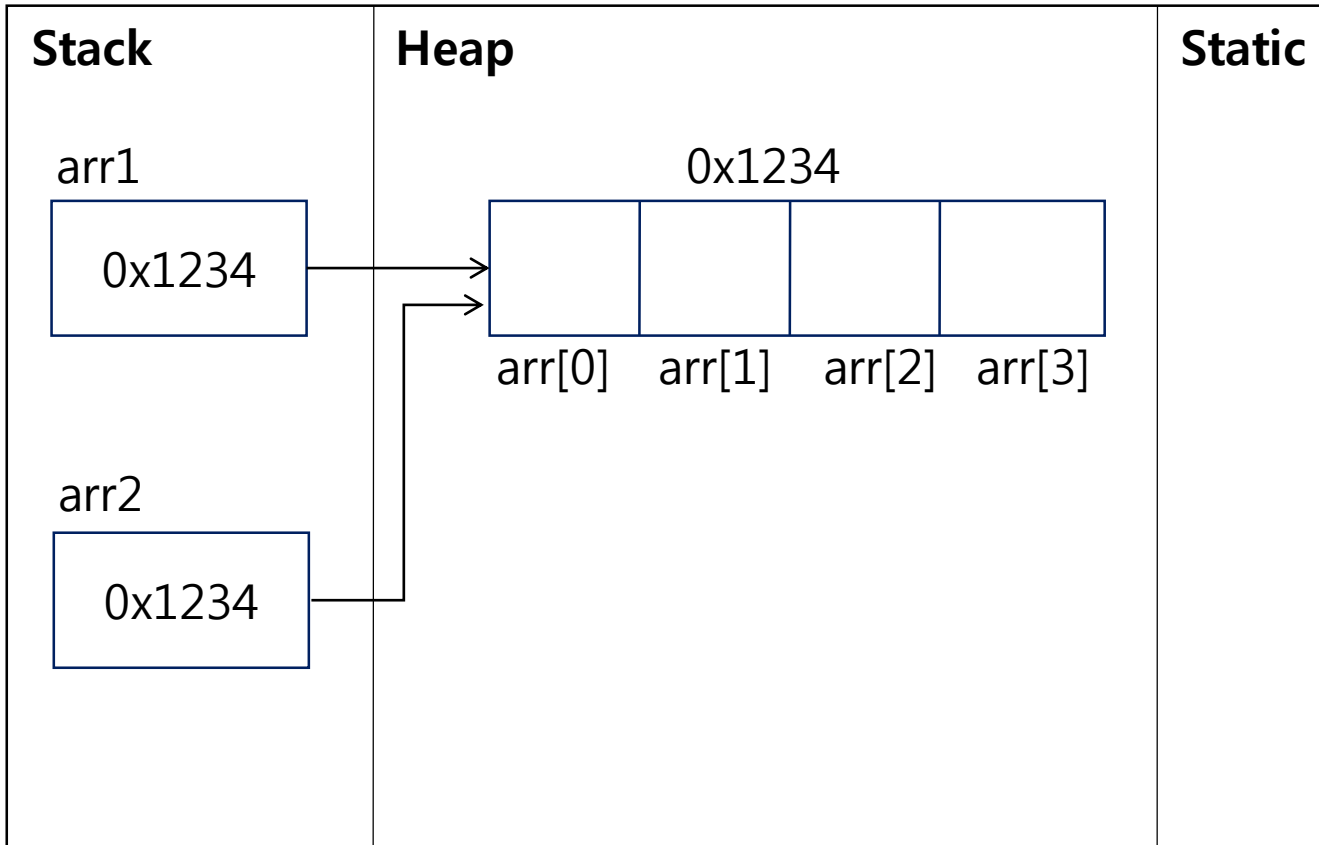 Stack
Heap
Static
arr1
0x1234
0x1234
arr[0]
arr[1]
arr[2]
arr[3]
arr2
0x1234